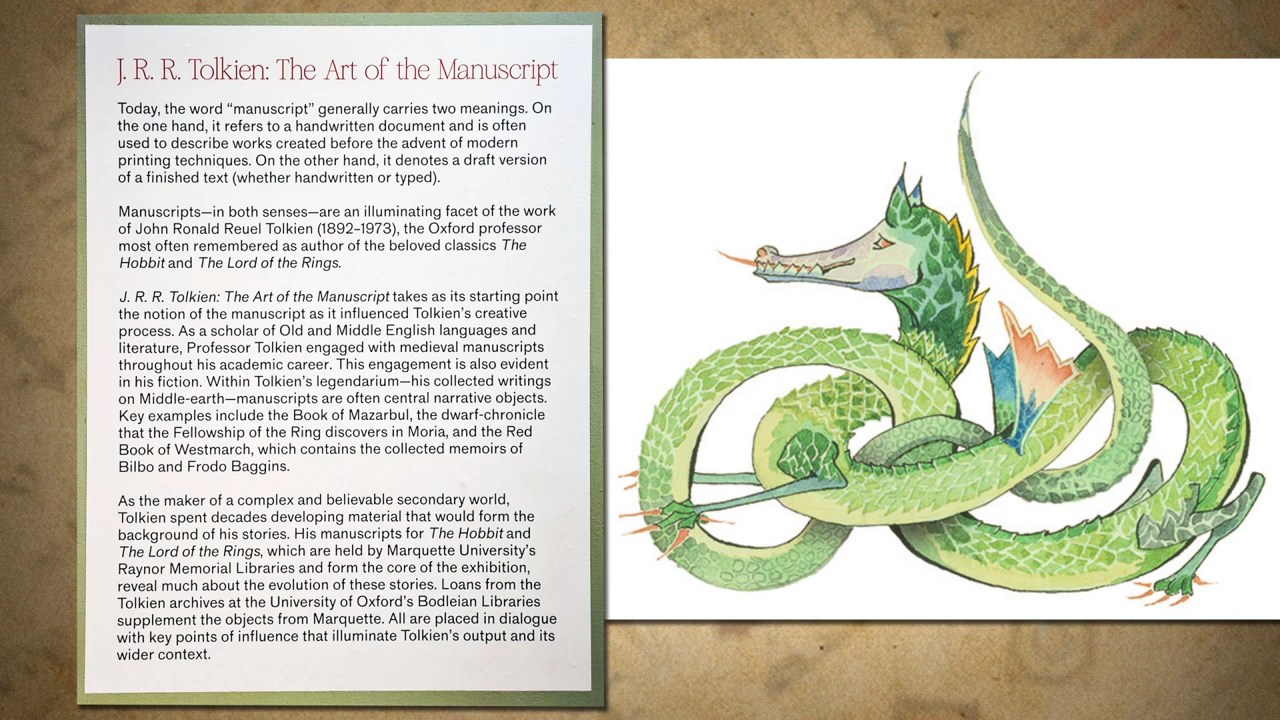 J. R. R. Tolkien: The Art of the Manuscript
Today, the word “manuscript” generally carries two meanings. On
the one hand, it refers to a handwritten document and is often
used to describe works created before the advent of modern
printing techniques. On the other hand, it denotes a draft version
of a finished text (whether handwritten or typed).
Manuscripts—in both senses—are an illuminating facet of the work
of John Ronald Reuel Tolkien (1892–1973), the Oxford professor
most often remembered as author of the beloved classics The
Hobbit and The Lord of the Rings.
J. R. R. Tolkien: The Art of the Manuscript takes as its starting point
the notion of the manuscript as it influenced Tolkien’s creative
process. As a scholar of Old and Middle English languages and
literature, Professor Tolkien engaged with medieval manuscripts
throughout his academic career. This engagement is also evident
in his fiction. Within Tolkien’s legendarium—his collected writings
on Middle-earth—manuscripts are often central narrative objects.
Key examples include the Book of Mazarbul, the dwarf-chronicle
that the Fellowship of the Ring discovers in Moria, and the Red
Book of Westmarch, which contains the collected memoirs of
Bilbo and Frodo Baggins.
As the maker of a complex and believable secondary world,
Tolkien spent decades developing material that would form the
background of his stories. His manuscripts for The Hobbit and
The Lord of the Rings, which are held by Marquette University’s
Raynor Memorial Libraries and form the core of the exhibition,
reveal much about the evolution of these stories. Loans from the
Tolkien archives at the University of Oxford’s Bodleian Libraries
supplement the objects from Marquette. All are placed in dialogue
with key points of influence that illuminate Tolkien’s output and its
wider context.